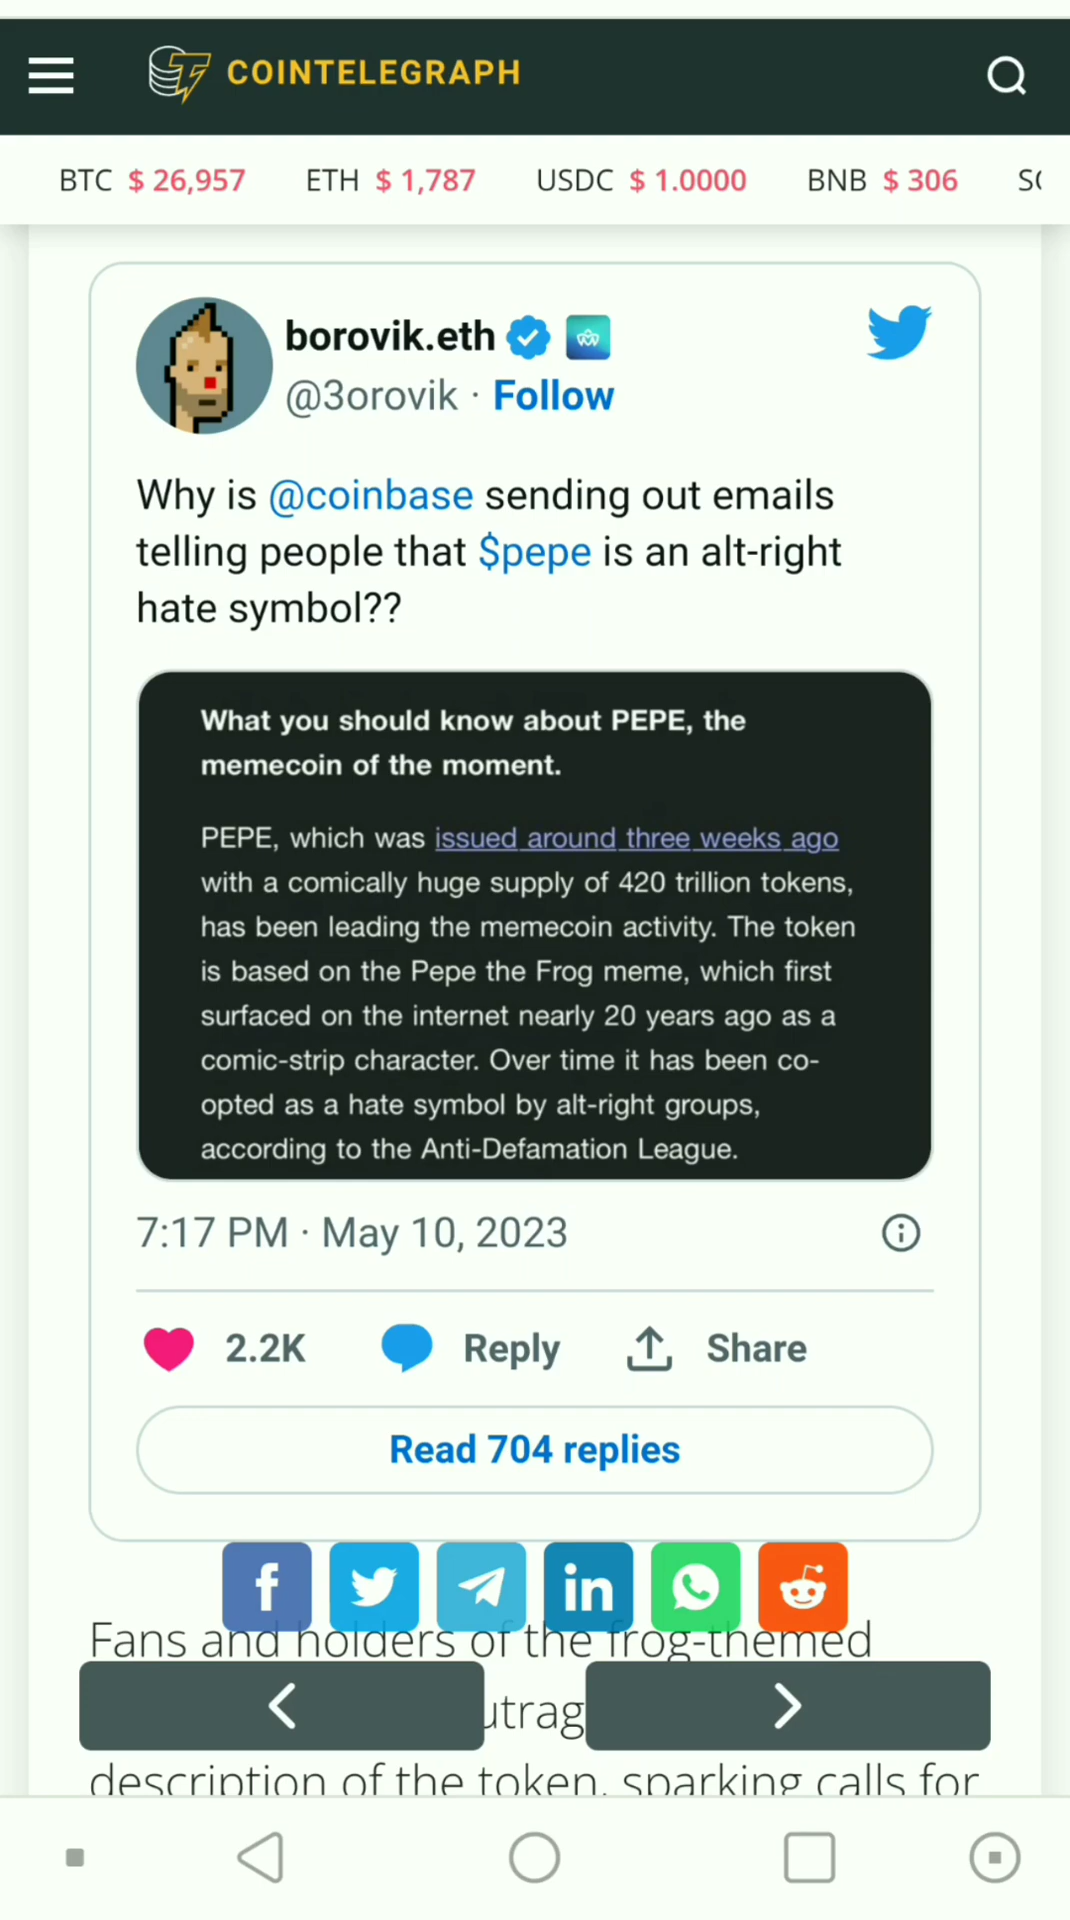 COINTELEGRAPH
BTC $ 26,957 ETH $ 1,787 USDC $ 1.0000 BNB $ 306
borovik.eth
@3orovik · Follow
Why is @coinbase sending out emails
telling people that $pepe is an alt-right
hate symbol??
What you should know about PEPE, the
memecoin of the moment.
PEPE, which was issued around three weeks ago
with a comically huge supply of 420 trillion tokens,
has been leading the memecoin activity. The token
is based on the Pepe the Frog meme, which first
surfaced on the internet nearly 20 years ago as a
comic-strip character. Over time it has been co-
opted as a hate symbol by alt-right groups,
according to the Anti-Defamation League.
7:17 PM · May 10, 2023
2.2K Reply Share
Read 704 replies
Fans and holders of the frog-themed
description of the token, sparking calls for